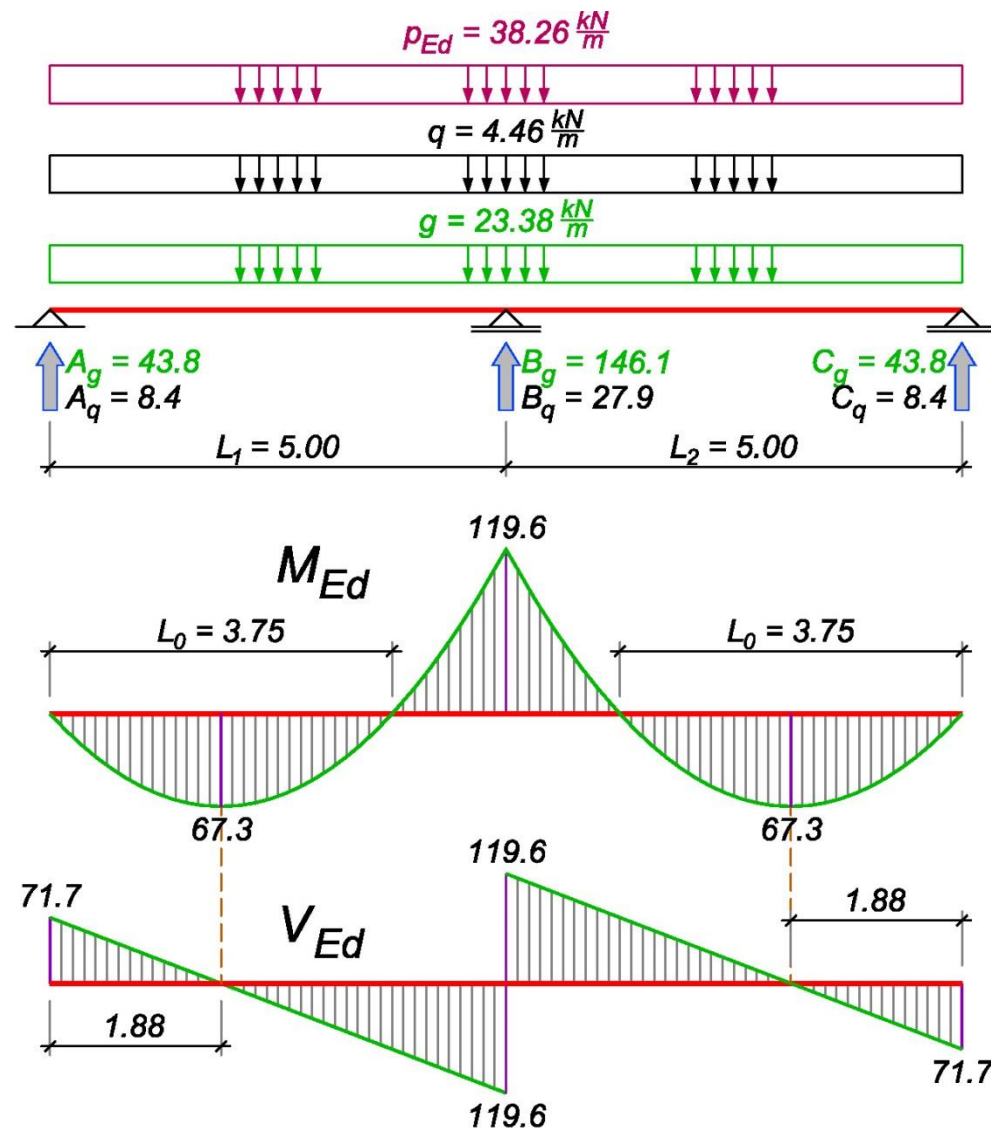 p_Ed = 38.26 kN/m
q = 4.46 kN/m
g = 23.38 kN/m
A_g = 43.8 B_g = 146.1 C_g = 43.8
A_q = 8.4 B_q = 27.9 C_q = 8.4
L_1 = 5.00 L_2 = 5.00
119.6
M_Ed
L_0 = 3.75 L_0 = 3.75
67.3 67.3
119.6
71.7 1.88
V_Ed
1.88
71.7
119.6